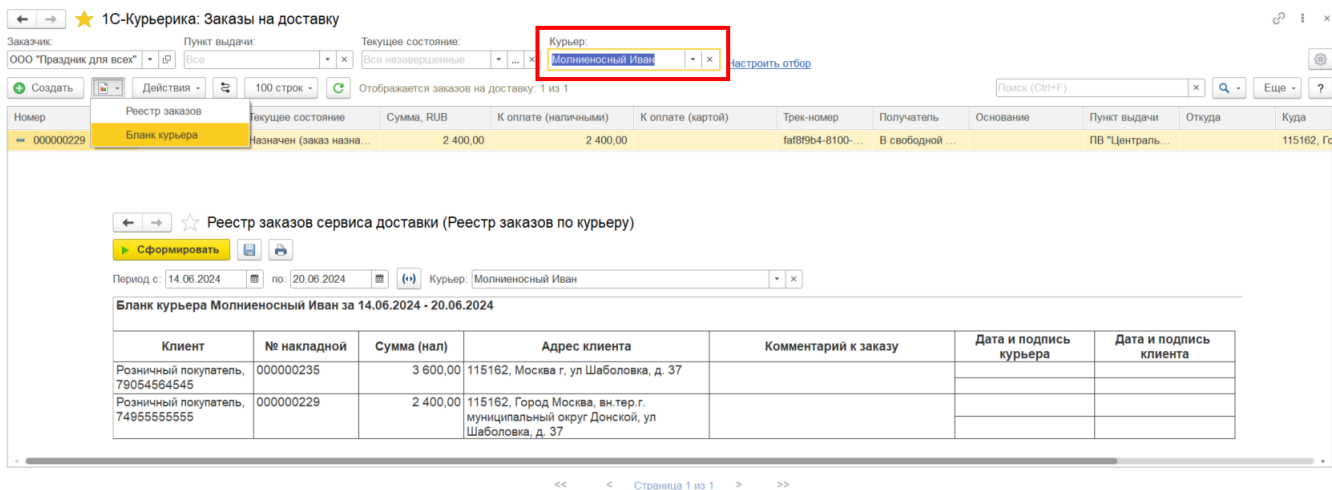 1С-Курьерика: Заказы на доставку
Заказчик: Пункт выдачи: Текущее состояние: Курьер:
ООО "Праздник для всех" Все Все незавершенные ... Молниеносный Иван Настроить отбор
Создать Действия 100 строк Отображается заказов на доставку: 1 из 1 Поиск (Ctrl+F) Еще ?
Реестр заказов
Бланк курьера
Номер Текущее состояние Сумма, RUB К оплате (наличными) К оплате (картой) Трек-номер Получатель Основание Пункт выдачи Откуда Куда
000000229 Назначен (заказ назна... 2 400,00 2 400,00 faf8f9b4-8100-... В свободной ... ПВ "Централь... 115162, Го
Реестр заказов сервиса доставки (Реестр заказов по курьеру)
Сформировать
Период с: 14.06.2024 по: 20.06.2024 Курьер: Молниеносный Иван
Бланк курьера Молниеносный Иван за 14.06.2024 - 20.06.2024
Клиент № накладной Сумма (нал) Адрес клиента Комментарий к заказу Дата и подпись курьера Дата и подпись клиента
Розничный покупатель, 000000235 3 600,00 115162, Москва г, ул Шаболовка, д. 37
79054564545
Розничный покупатель, 000000229 2 400,00 115162, Город Москва, вн.тер.г.
74955555555 муниципальный округ Донской, ул
Шаболовка, д. 37
<< < Страница 1 из 1 > >>